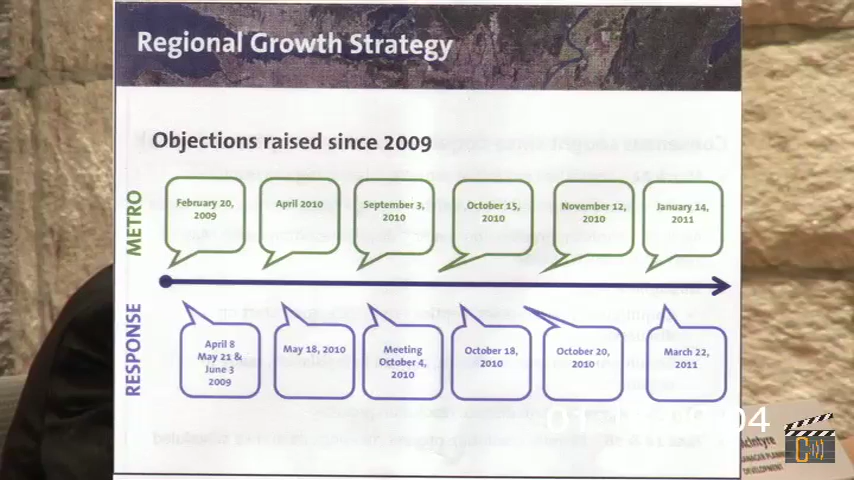 Regional Growth Strategy
Objections raised since 2009
METRO
February 20,
2009
April 2010
September 3,
2010
October 15,
2010
November 12,
2010
January 14,
2011
RESPONSE
April 8
May 21 &
June 3
2009
May 18, 2010
Meeting
October 4,
2010
October 18,
2010
October 20,
2010
March 22,
2011
04
DEVELOPMENT